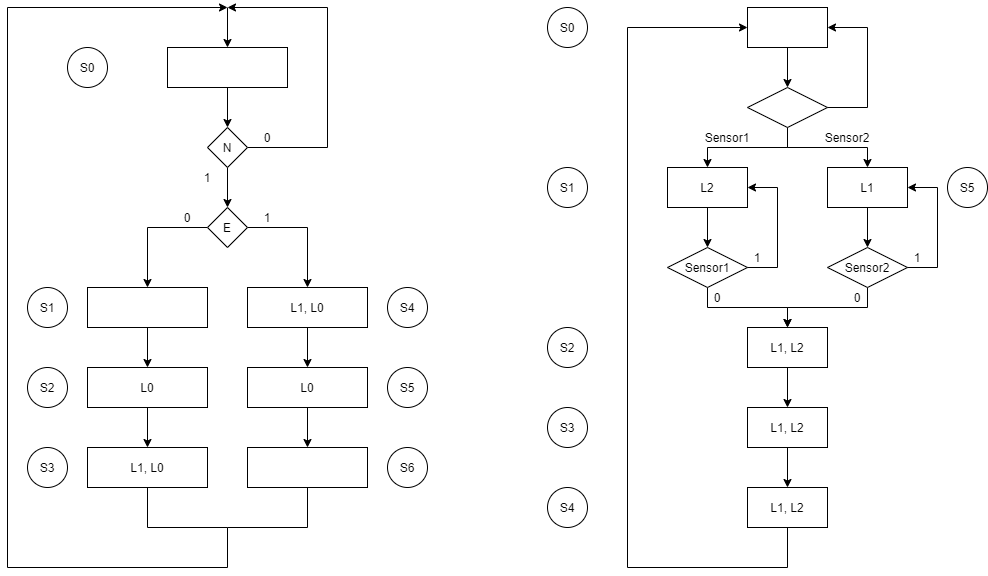 S0
N
0
1
E
0
1
S1
L1, L0
S4
S2
L0
L0
S5
S3
L1, L0
S6
S0
Sensor1
Sensor2
S1
L2
L1
S5
Sensor1
1
Sensor2
1
0
0
S2
L1, L2
S3
L1, L2
S4
L1, L2